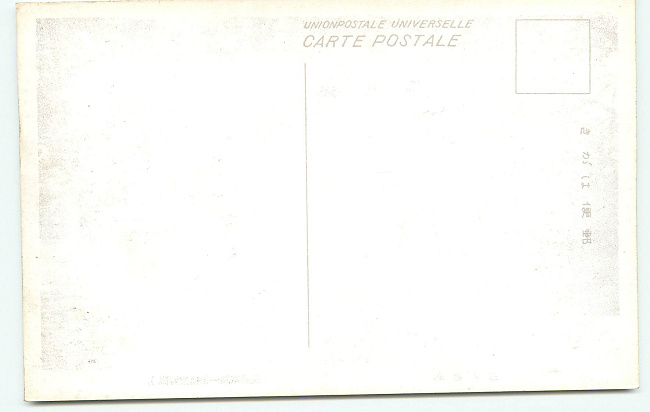 UNIONPOSTALE UNIVERSELLE
CARTE POSTALE
郵便はがき